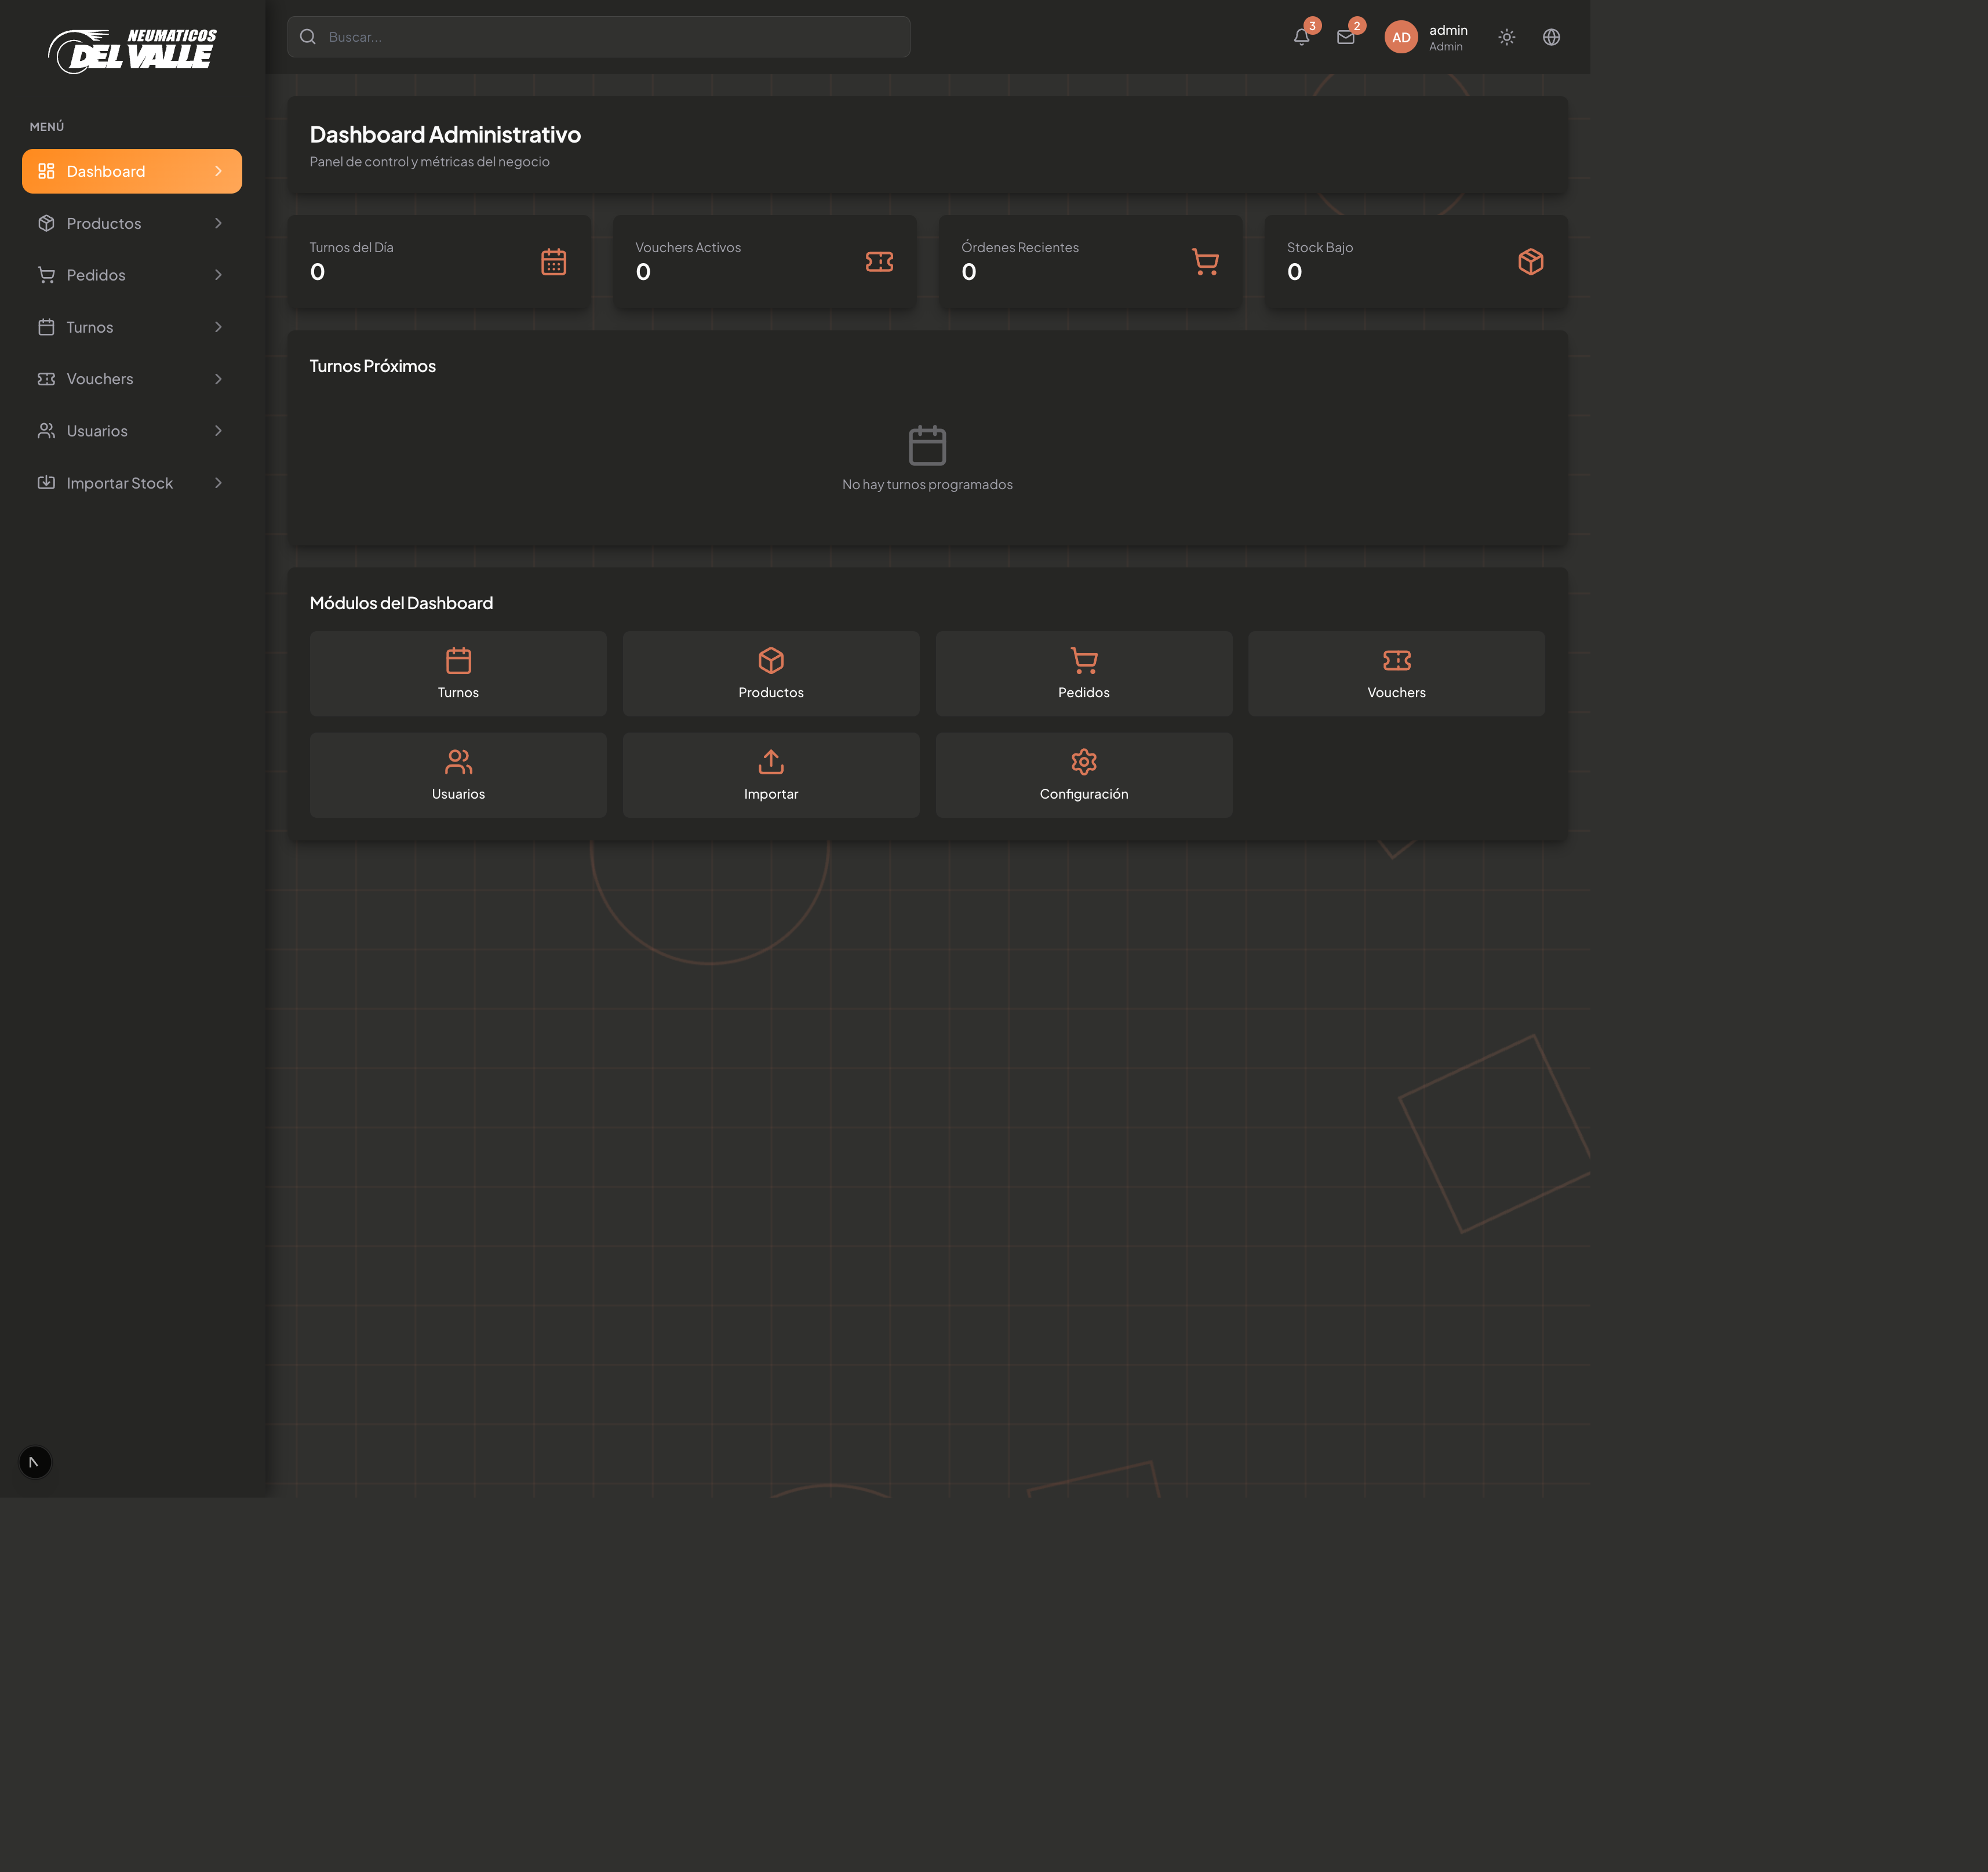 NEUMATICOS
DEL VALLE
MENÚ
Dashboard
Productos
Pedidos
Turnos
Vouchers
Usuarios
Importar Stock
Buscar...
3
2
AD
admin
Admin
Dashboard Administrativo
Panel de control y métricas del negocio
Turnos del Día
0
Vouchers Activos
0
Órdenes Recientes
0
Stock Bajo
0
Turnos Próximos
No hay turnos programados
Módulos del Dashboard
Turnos
Productos
Pedidos
Vouchers
Usuarios
Importar
Configuración